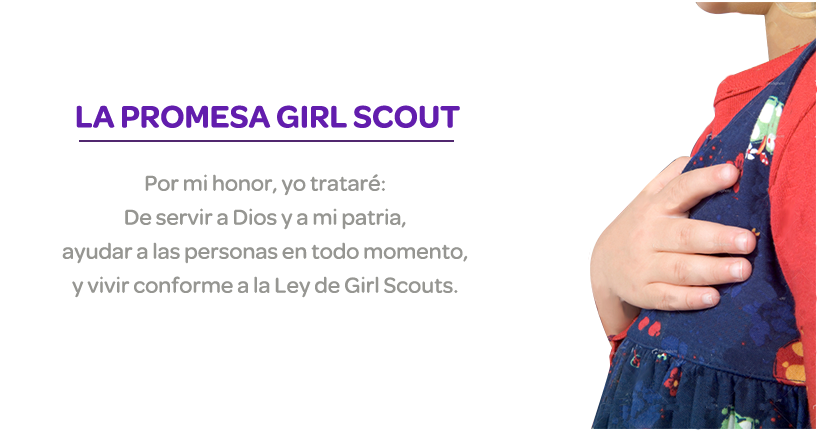 LA PROMESA GIRL SCOUT
Por mi honor, yo trataré:
De servir a Dios y a mi patria,
ayudar a las personas en todo momento,
y vivir conforme a la Ley de Girl Scouts.